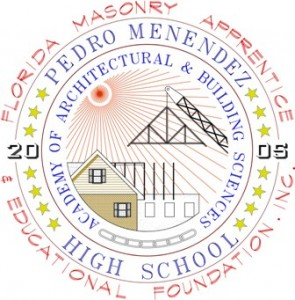 FLORIDA MASONRY APPRENTICE
& EDUCATIONAL FOUNDATION, INC.
PEDRO MENENDEZ
HIGH SCHOOL
ACADEMY OF ARCHITECTURAL & BUILDING SCIENCES
20 05